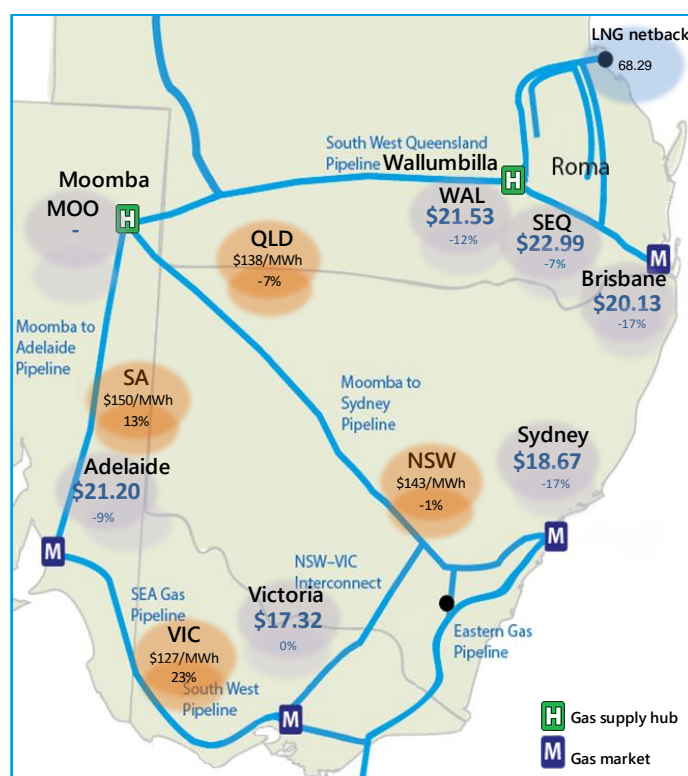 LNG netback
68.29
South West Queensland
Pipeline
Wallumbilla
H
Roma
Moomba
MOO
-
H
WAL
$21.53
-12%
SEQ
$22.99
-7%
QLD
$138/MWh
-7%
M
Brisbane
$20.13
-17%
Moomba to
Adelaide
Pipeline
SA
$150/MWh
13%
Moomba to
Sydney
Pipeline
Adelaide
$21.20
-9%
NSW
$143/MWh
-1%
Sydney
$18.67
-17%
M
M
NSW–VIC
Interconnect
SEA Gas
Pipeline
Victoria
$17.32
0%
VIC
$127/MWh
23%
South West
Pipeline
Eastern Gas
Pipeline
M
H Gas supply hub
M Gas market